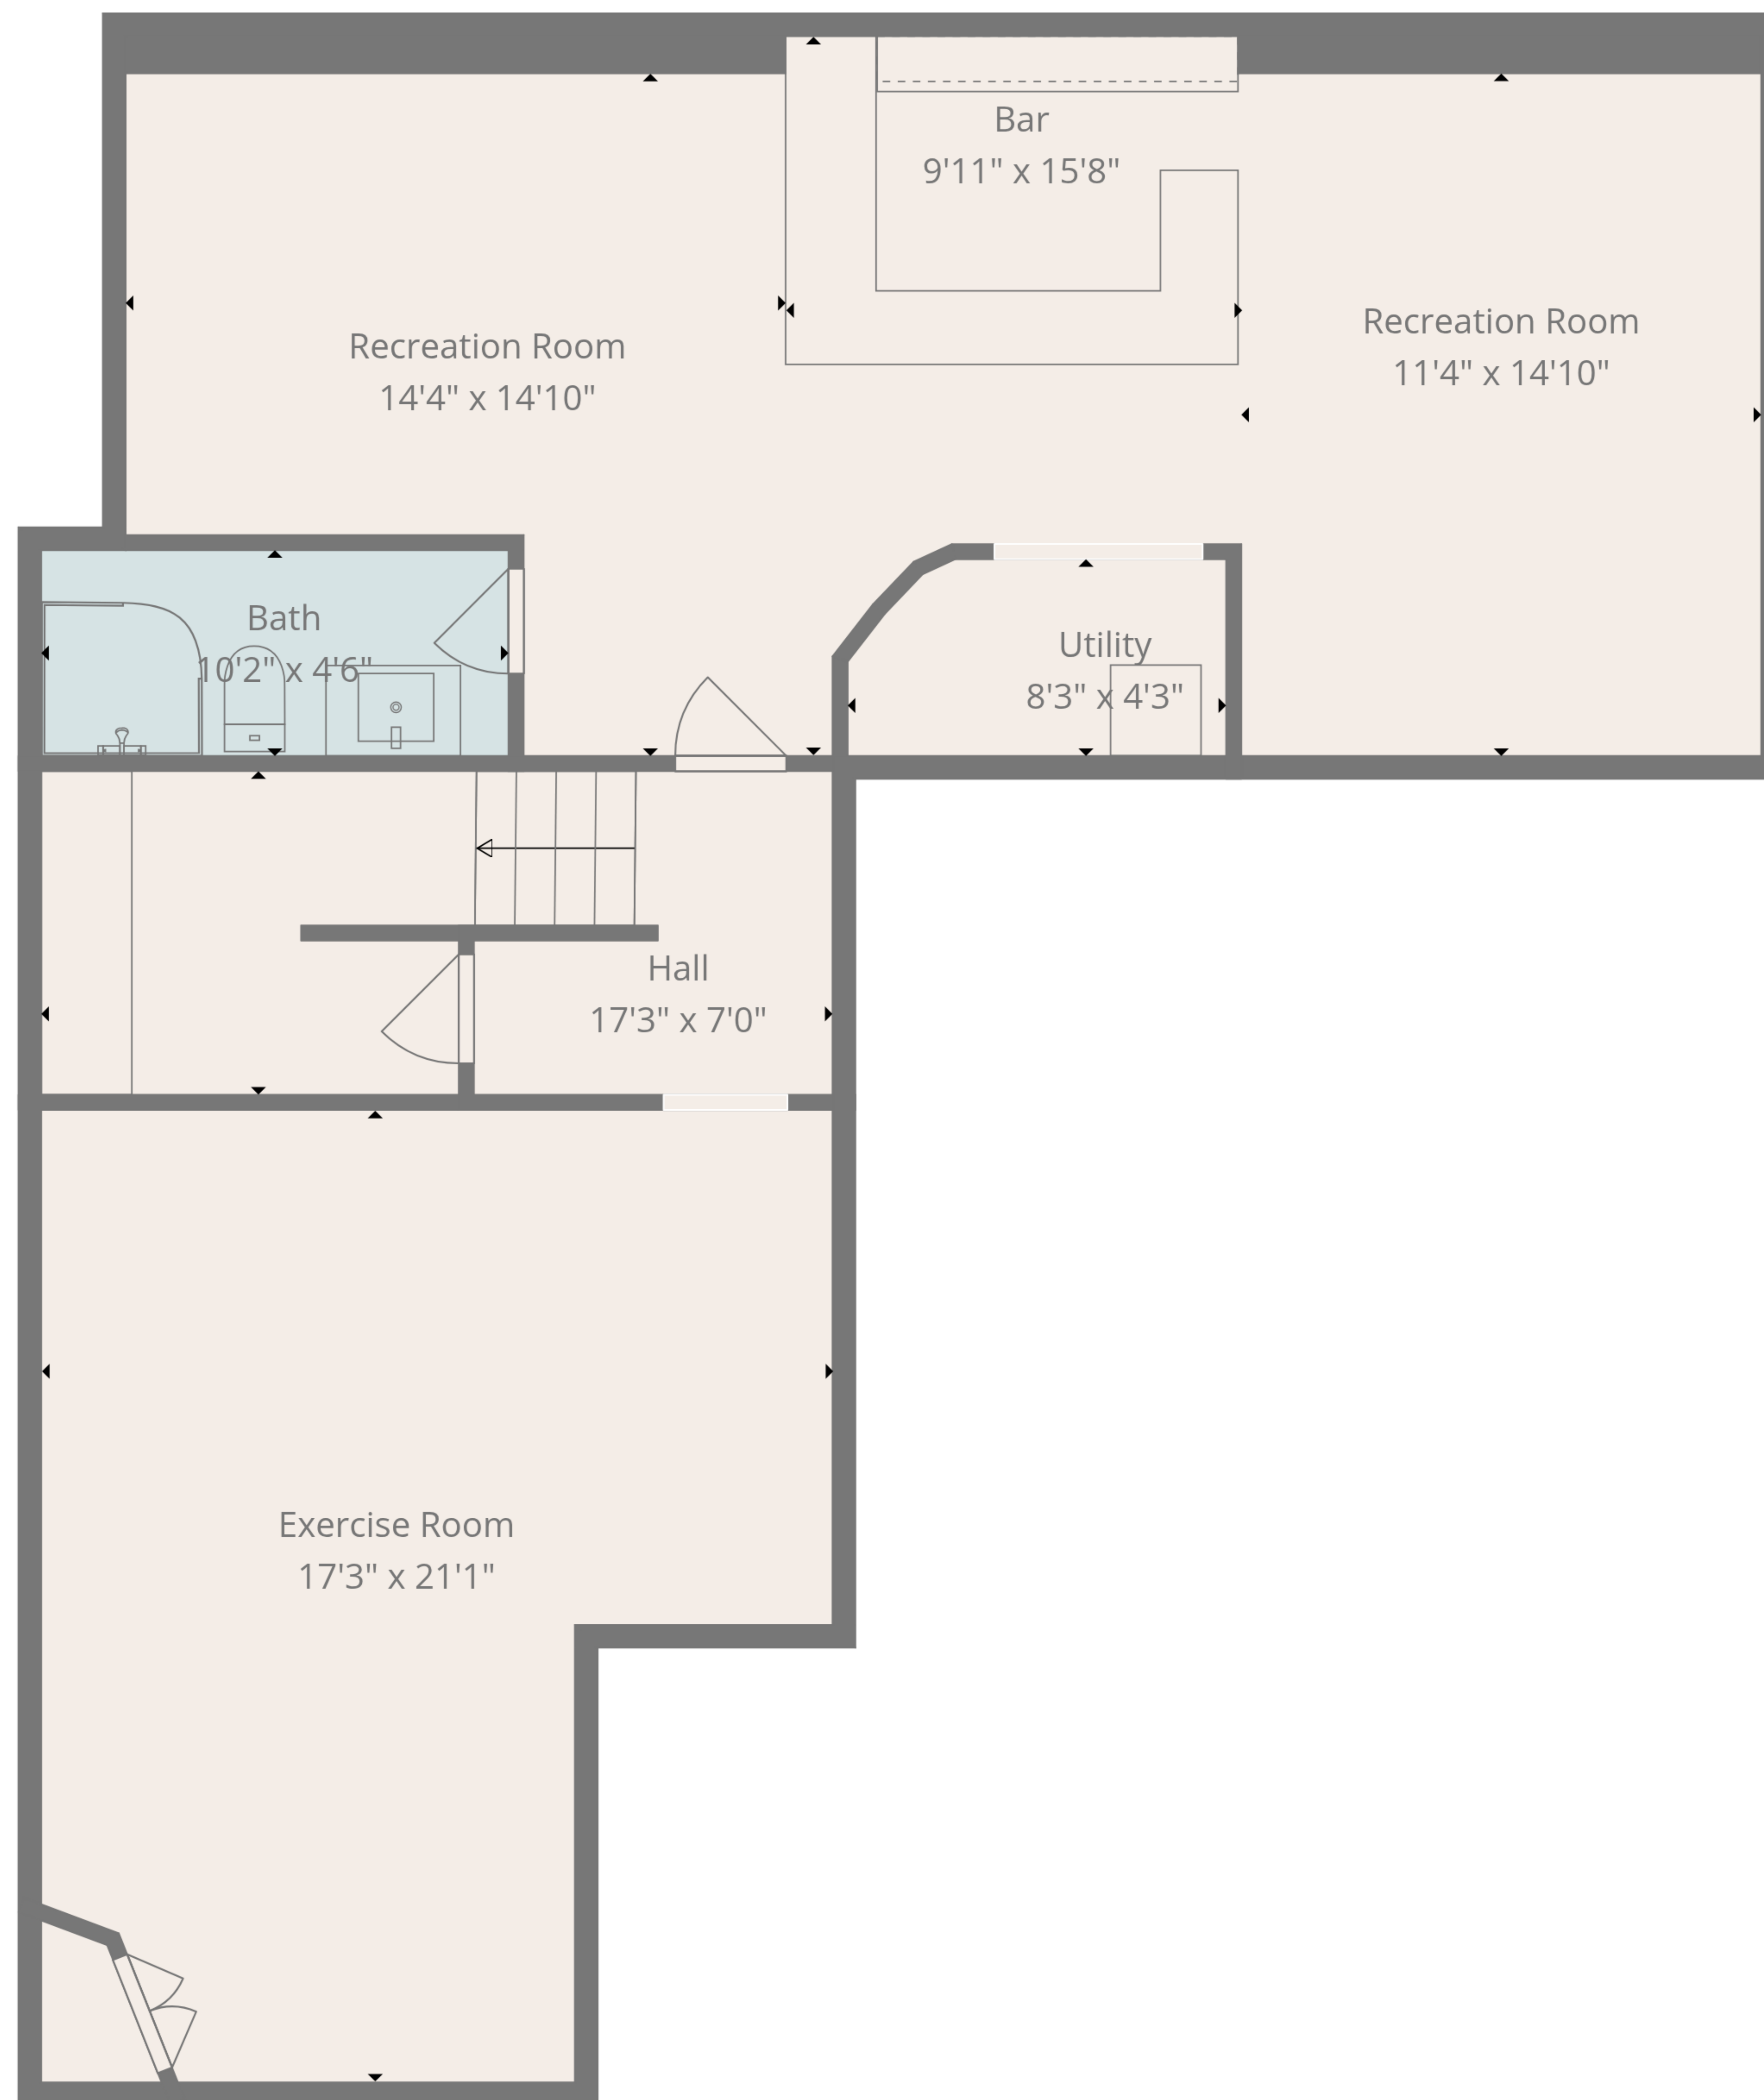 Bar
9'11" x 15'8"
Recreation Room
14'4" x 14'10"
Recreation Room
11'4" x 14'10"
Bath
10'2" x 4'6"
Utility
8'3" x 4'3"
Hall
17'3" x 7'0"
Exercise Room
17'3" x 21'1"